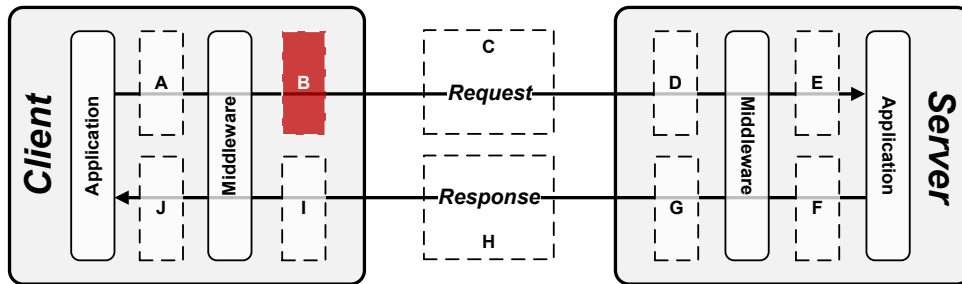 Client
Application
A
Middleware
B
C
Request
D
Middleware
E
Application
Server
J
I
Response
H
G
F